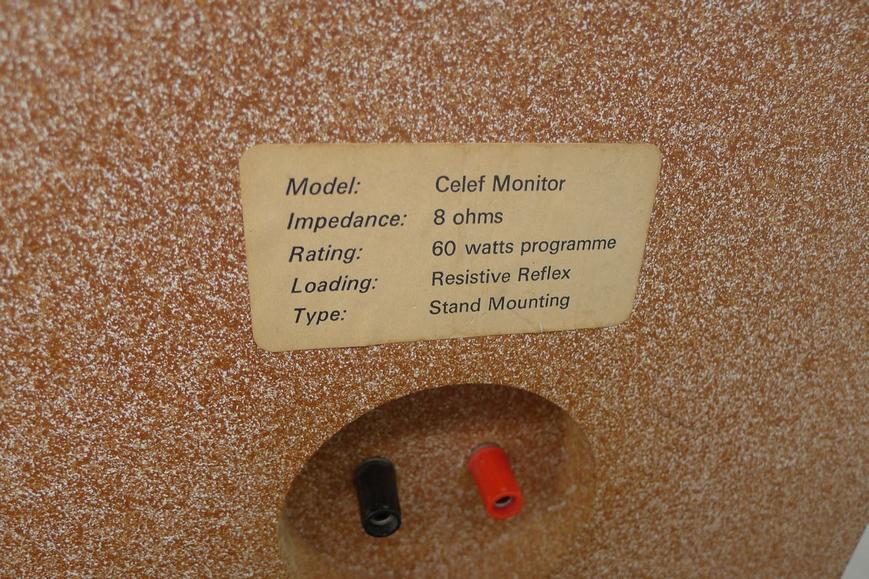 Model: Celef Monitor
Impedance: 8 ohms
Rating: 60 watts programme
Loading: Resistive Reflex
Type: Stand Mounting